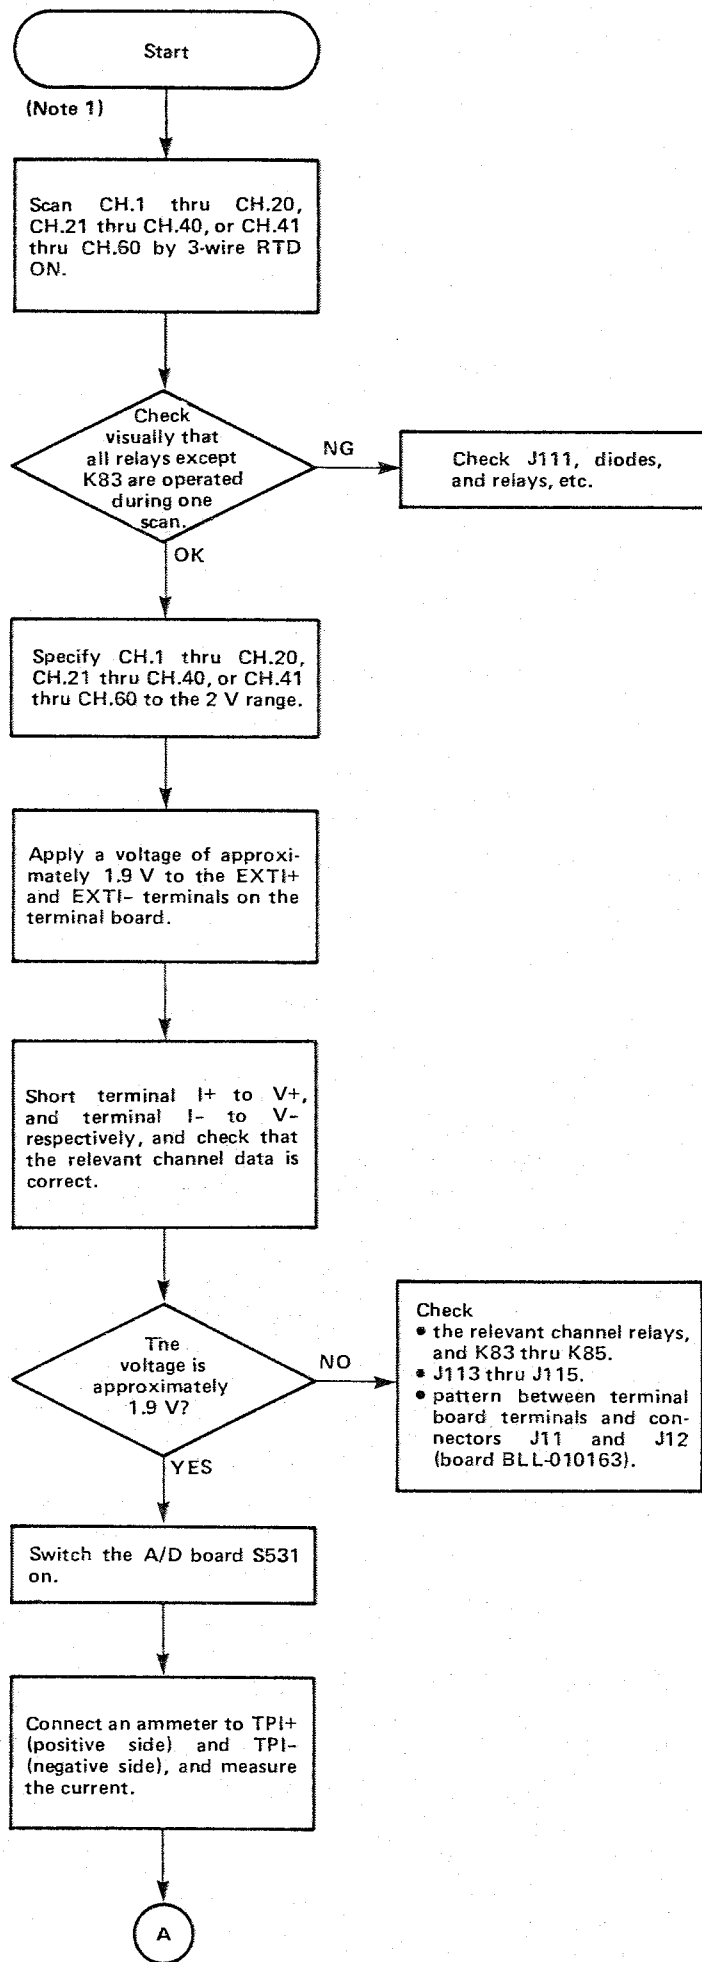 Start
(Note 1)
Scan CH.1 thru CH.20,
CH.21 thru CH.40, or CH.41
thru CH.60 by 3-wire RTD
ON.
Check
visually that
all relays except
K83 are operated
during one
scan.
NG
Check J111, diodes,
and relays, etc.
OK
Specify CH.1 thru CH.20,
CH.21 thru CH.40, or CH.41
thru CH.60 to the 2 V range.
Apply a voltage of approxi-
mately 1.9 V to the EXTI+
and EXTI- terminals on the
terminal board.
Short terminal I+ to V+,
and terminal I- to V-
respectively, and check that
the relevant channel data is
correct.
The
voltage is
approximately
1.9 V?
NO
Check
• the relevant channel relays,
and K83 thru K85.
• J113 thru J115.
• pattern between terminal
board terminals and con-
nectors J11 and J12
(board BLL-010163).
YES
Switch the A/D board S531
on.
Connect an ammeter to TPI+
(positive side) and TPI-
(negative side), and measure
the current.
A